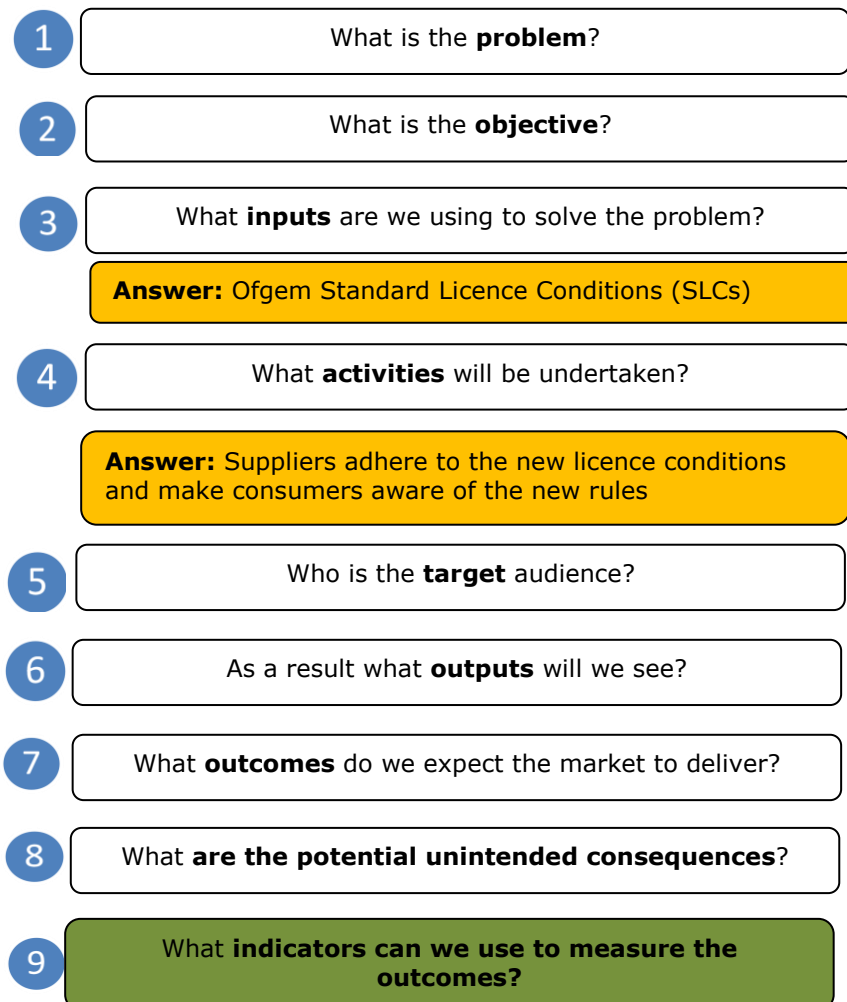 1
What is the problem?
2
What is the objective?
3
What inputs are we using to solve the problem?
Answer: Ofgem Standard Licence Conditions (SLCs)
4
What activities will be undertaken?
Answer: Suppliers adhere to the new licence conditions
and make consumers aware of the new rules
5
Who is the target audience?
6
As a result what outputs will we see?
7
What outcomes do we expect the market to deliver?
8
What are the potential unintended consequences?
9
What indicators can we use to measure the
outcomes?